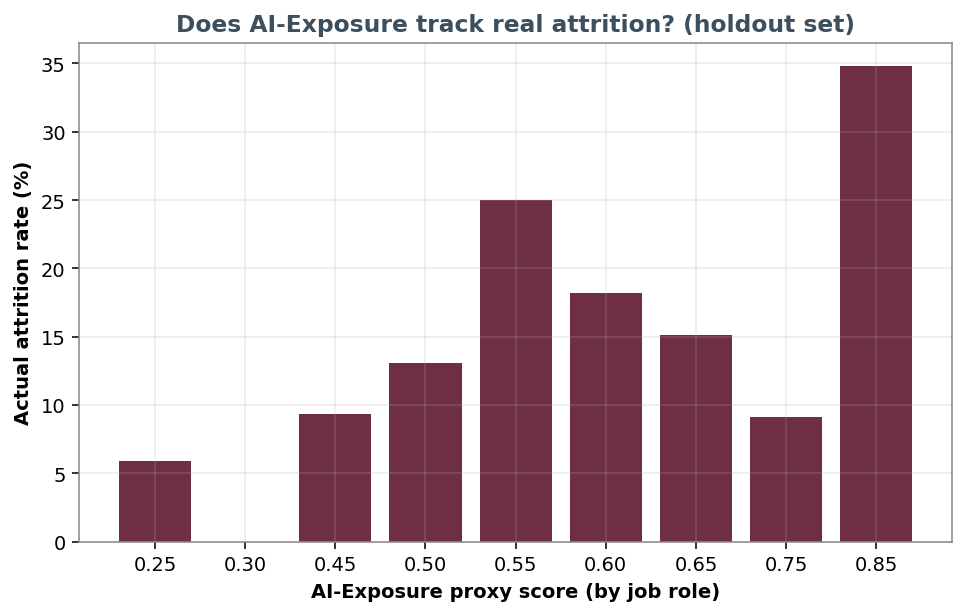 Does AI-Exposure track real attrition? (holdout set)
Actual attrition rate (%)
35
30
25
20
15
10
5
0
0.25 0.30 0.45 0.50 0.55 0.60 0.65 0.75 0.85
AI-Exposure proxy score (by job role)